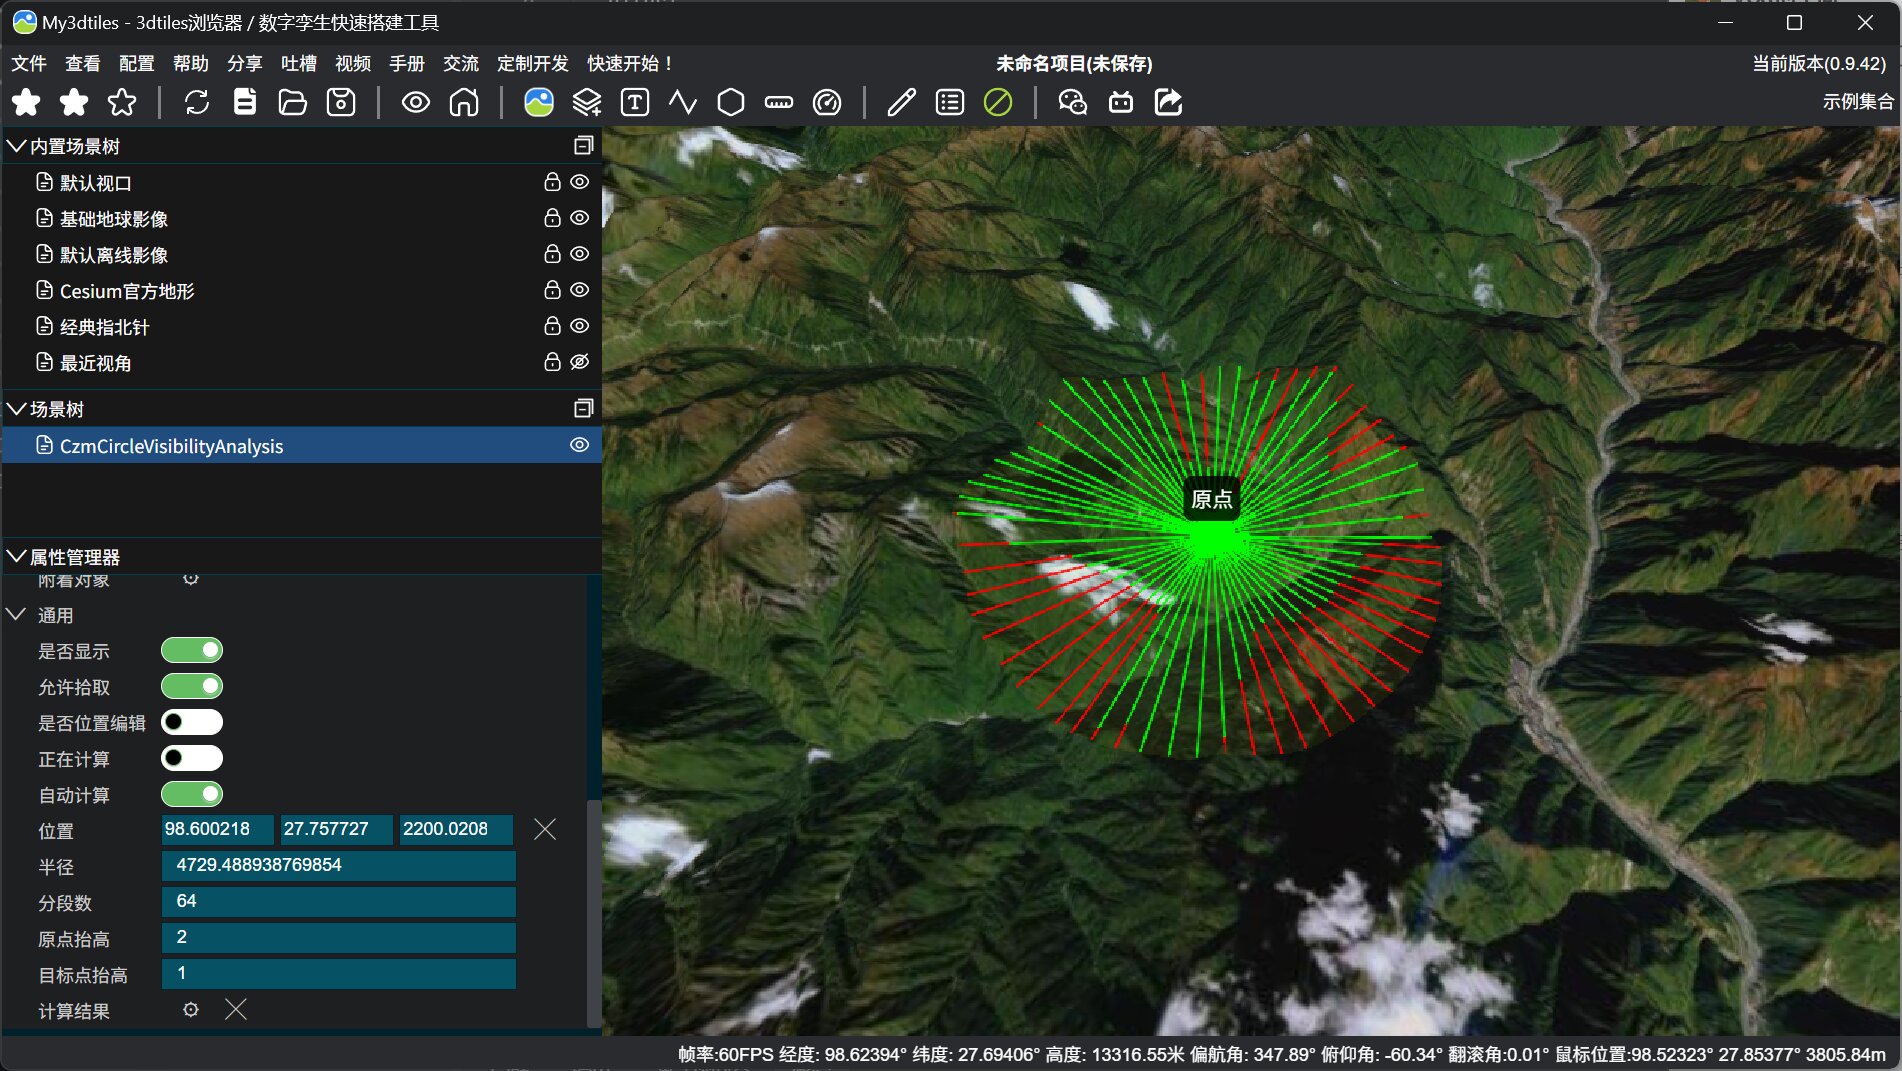 My3dtiles - 3dtiles浏览器 / 数字孪生快速搭建工具
文件 查看 配置 帮助 分享 吐槽 视频 手册 交流 定制开发 快速开始！ 未命名项目(未保存) 当前版本(0.9.42)
示例集合
内置场景树
默认视口
基础地球影像
默认离线影像
Cesium官方地形
经典指北针
最近视角
场景树
CzmCircleVisibilityAnalysis
属性管理器
附着对象
通用
是否显示
允许拾取
是否位置编辑
正在计算
自动计算
位置 98.600218 27.757727 2200.0208
半径 4729.488938769854
分段数 64
原点抬高 2
目标点抬高 1
计算结果
原点
帧率:60FPS 经度: 98.62394° 纬度: 27.69406° 高度: 13316.55米 偏航角: 347.89° 俯仰角: -60.34° 翻滚角:0.01° 鼠标位置:98.52323° 27.85377° 3805.84m